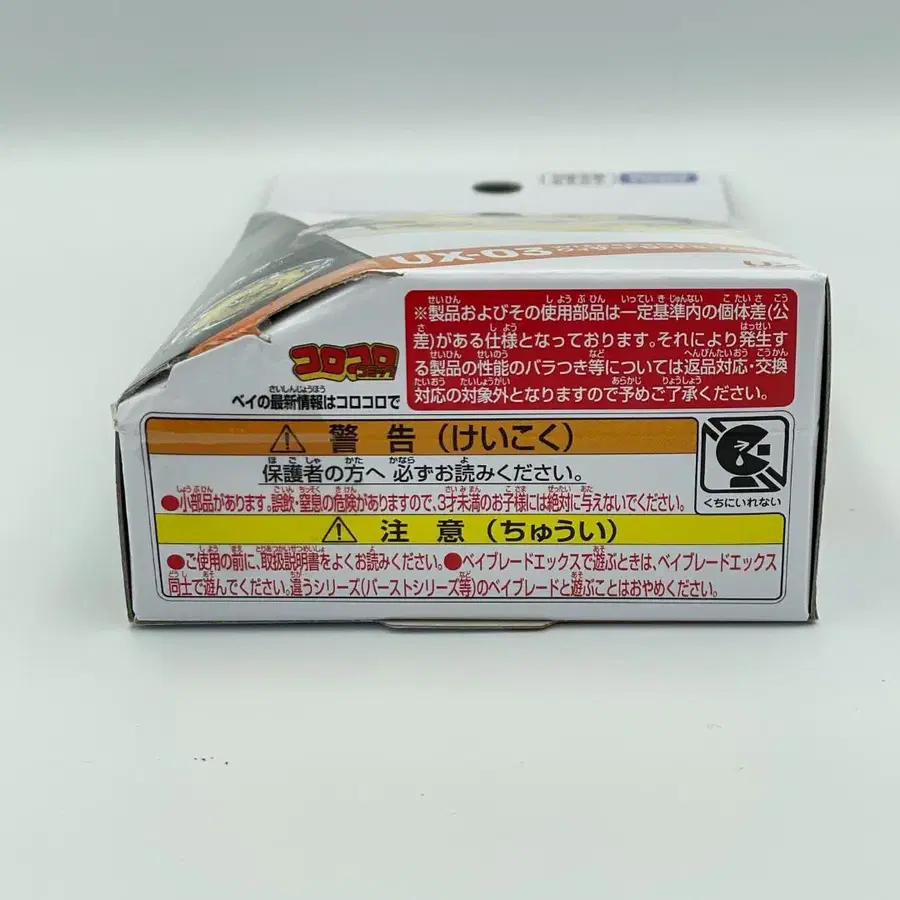 UX-03
※製品およびその使用部品は一定基準内の個体差(公
差)がある仕様となっております。それにより発生す
る製品の性能のバラつき等については返品対応・交換
対応の対象外となりますので予めご了承ください。
コロコロ
ベイの最新情報はコロコロで
⚠ 警告(けいこく)
保護者の方へ 必ずお読みください。
●小部品があります。誤飲・窒息の危険がありますので、3才未満のお子様には絶対に与えないでください。
くちにいれない
⚠ 注意(ちゅうい)
●ご使用の前に、取扱説明書をよくお読みください。●ベイブレードエックスで遊ぶときは、ベイブレードエックス
同士で遊んでください。違うシリーズ(バーストシリーズ等)のベイブレードと遊ぶことはおやめください。